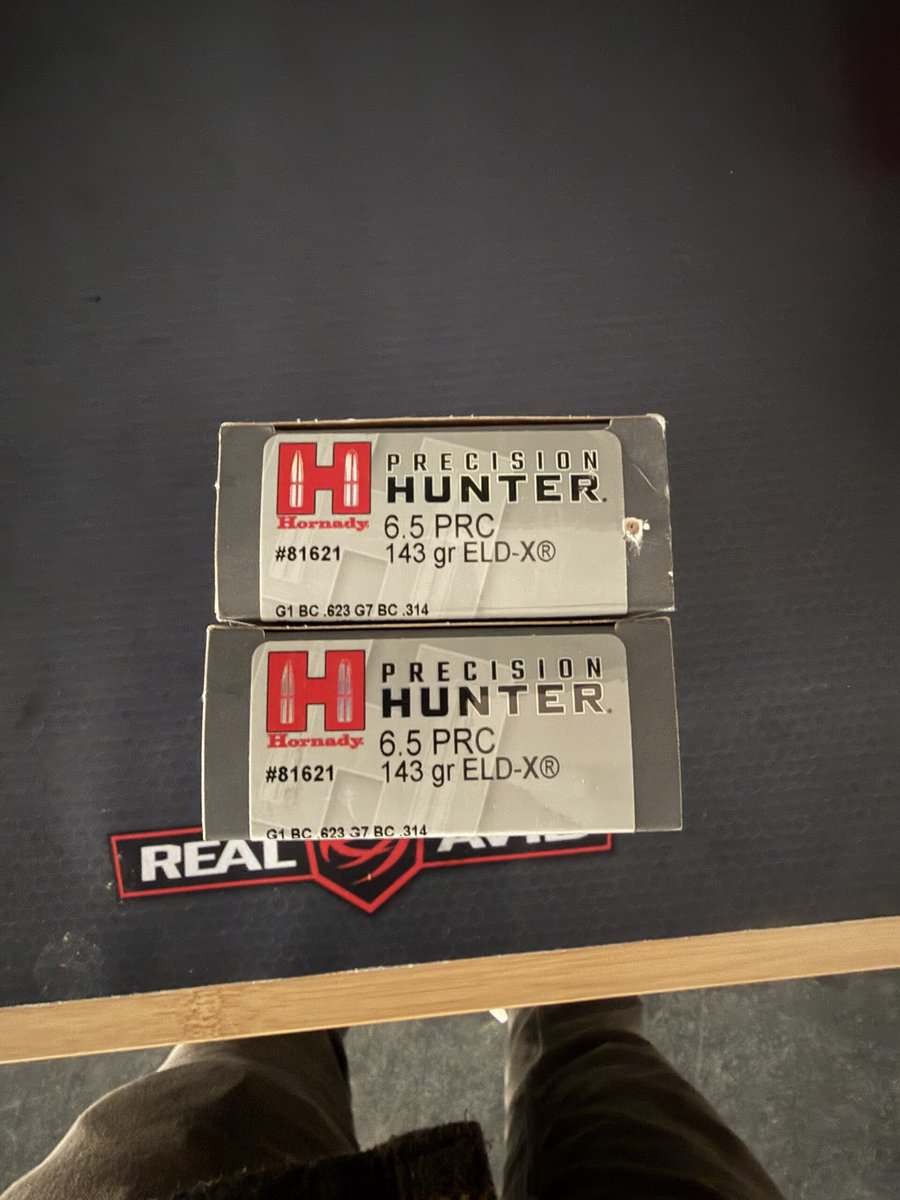 PRECISION
HUNTER®
Hornady
6.5 PRC
#81621
143 gr ELD-X®
G1 BC .623 G7 BC .314
PRECISION
HUNTER®
Hornady
6.5 PRC
#81621
143 gr ELD-X®
G1 BC .623 G7 BC .314
REAL